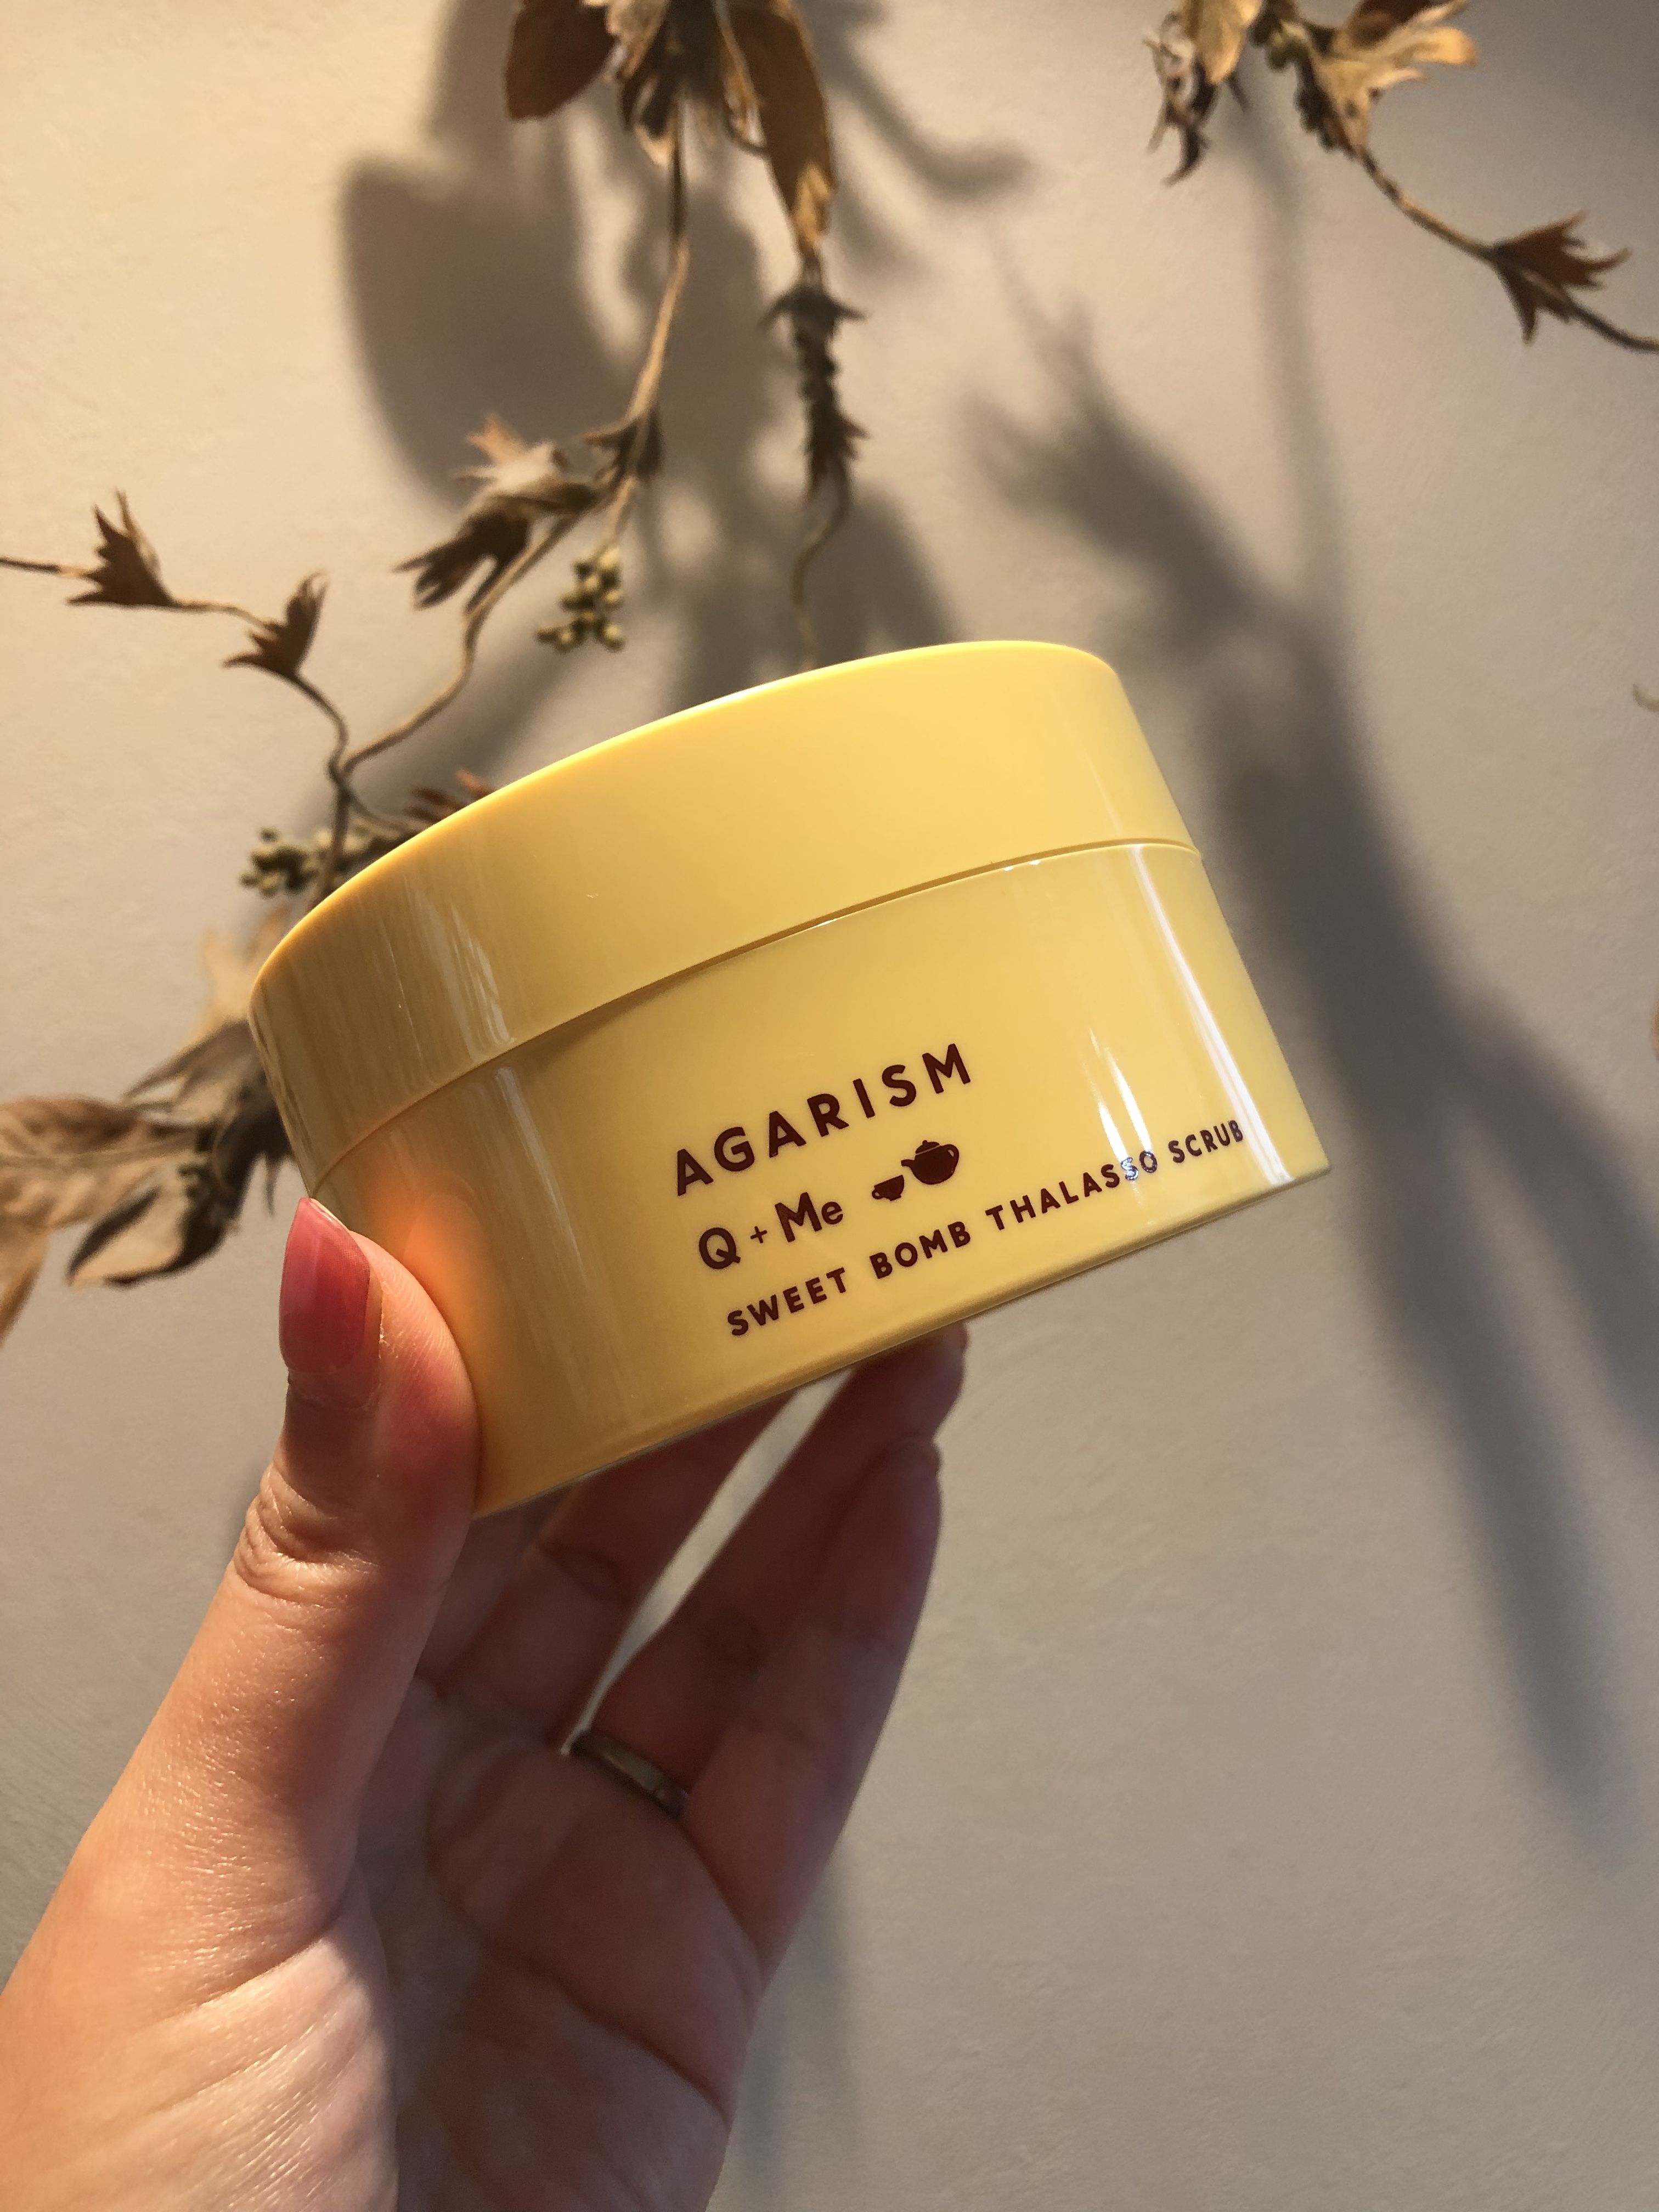 AGARISM
Q+Me
SWEET BOMB THALASSO SCRUB